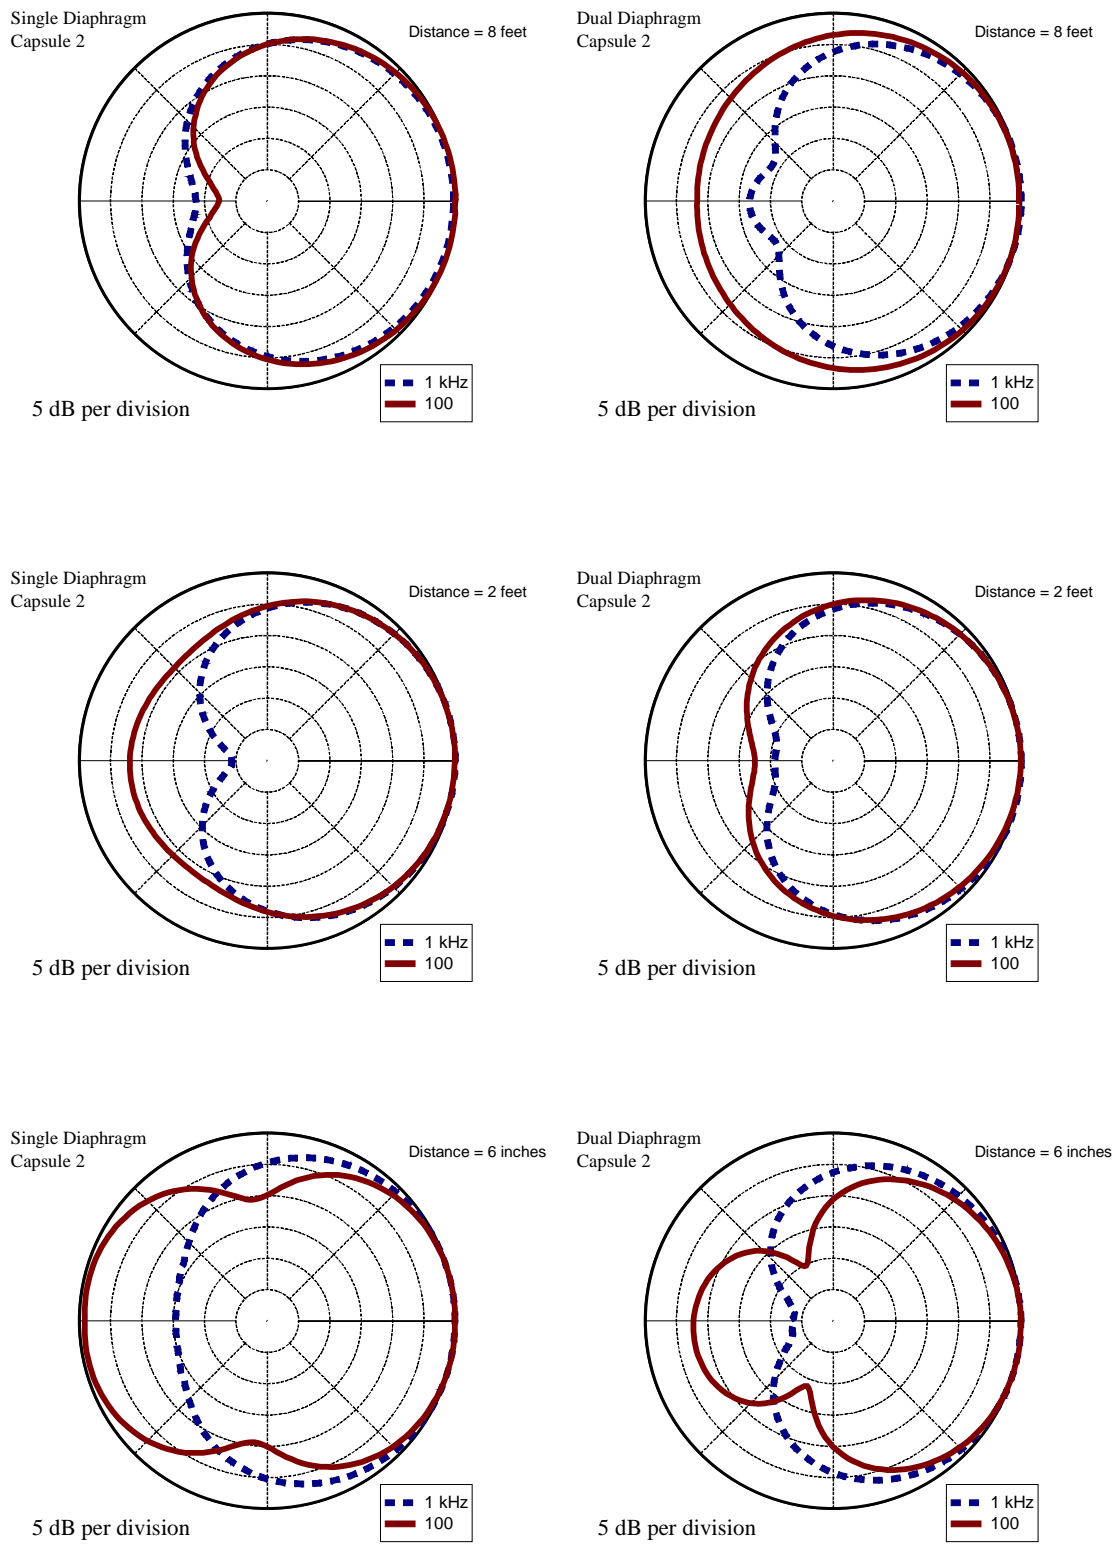 Single Diaphragm
Capsule 2
Distance = 8 feet
1 kHz
100
5 dB per division
Dual Diaphragm
Capsule 2
Distance = 8 feet
1 kHz
100
5 dB per division
Single Diaphragm
Capsule 2
Distance = 2 feet
1 kHz
100
5 dB per division
Dual Diaphragm
Capsule 2
Distance = 2 feet
1 kHz
100
5 dB per division
Single Diaphragm
Capsule 2
Distance = 6 inches
1 kHz
100
5 dB per division
Dual Diaphragm
Capsule 2
Distance = 6 inches
1 kHz
100
5 dB per division